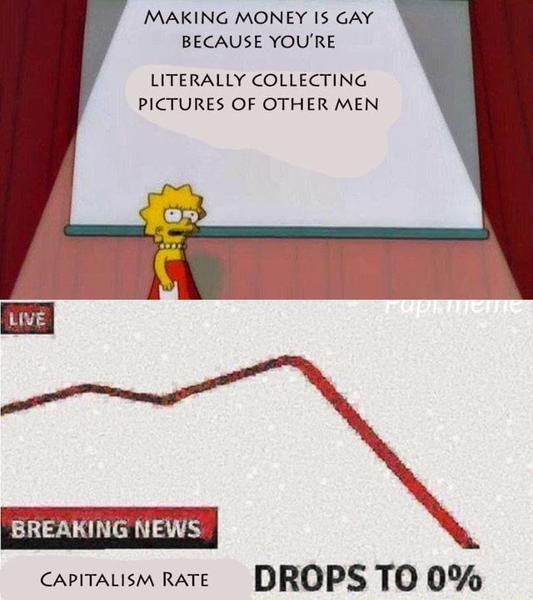 MAKING MONEY IS GAY
BECAUSE YOU'RE
LITERALLY COLLECTING
PICTURES OF OTHER MEN
LIVE
BREAKING NEWS
CAPITALISM RATE
DROPS TO 0%